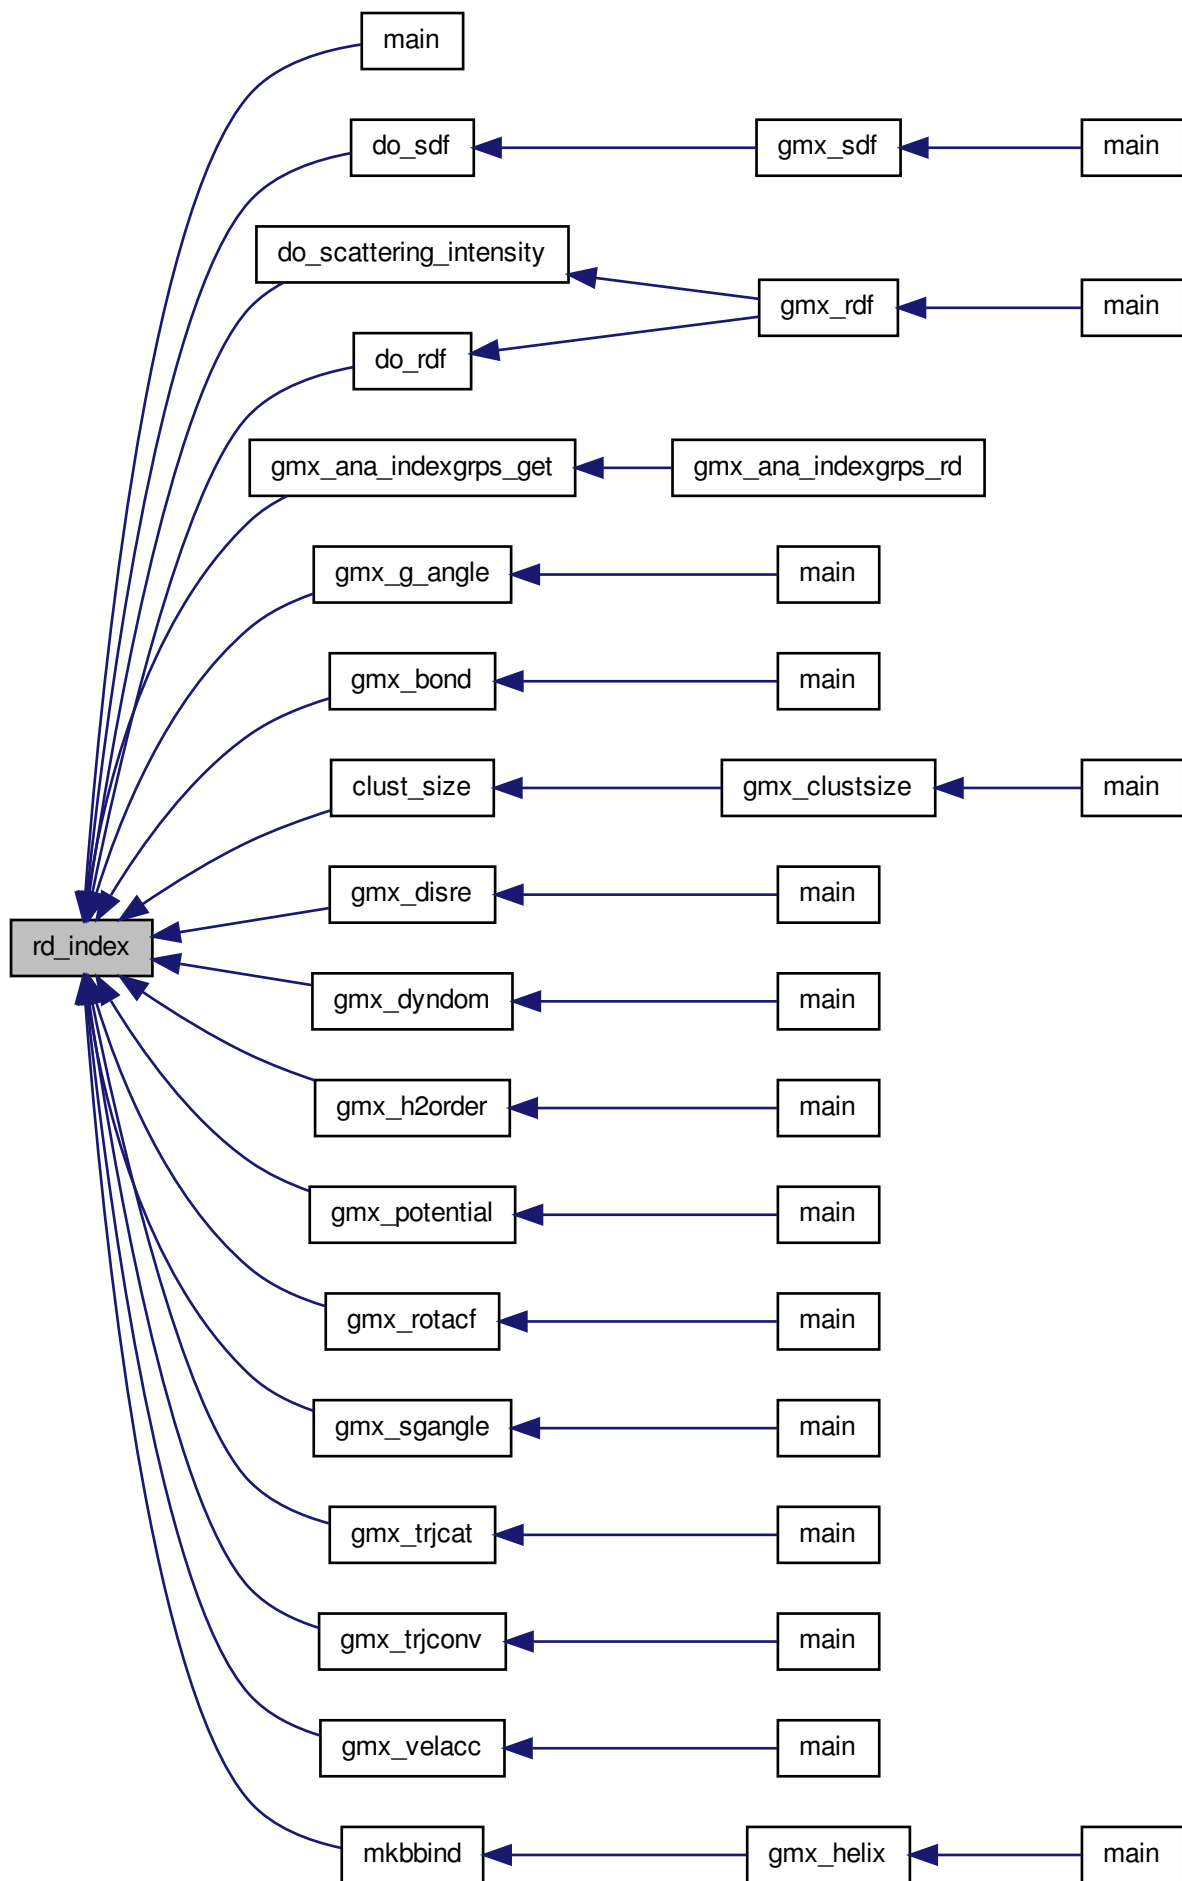 main
do_sdf
gmx_sdf
main
do_scattering_intensity
gmx_rdf
main
do_rdf
gmx_ana_indexgrps_get
gmx_ana_indexgrps_rd
gmx_g_angle
main
gmx_bond
main
clust_size
gmx_clustsize
main
gmx_disre
main
rd_index
gmx_dyndom
main
gmx_h2order
main
gmx_potential
main
gmx_rotacf
main
gmx_sgangle
main
gmx_trjcat
main
gmx_trjconv
main
gmx_velacc
main
mkbbind
gmx_helix
main